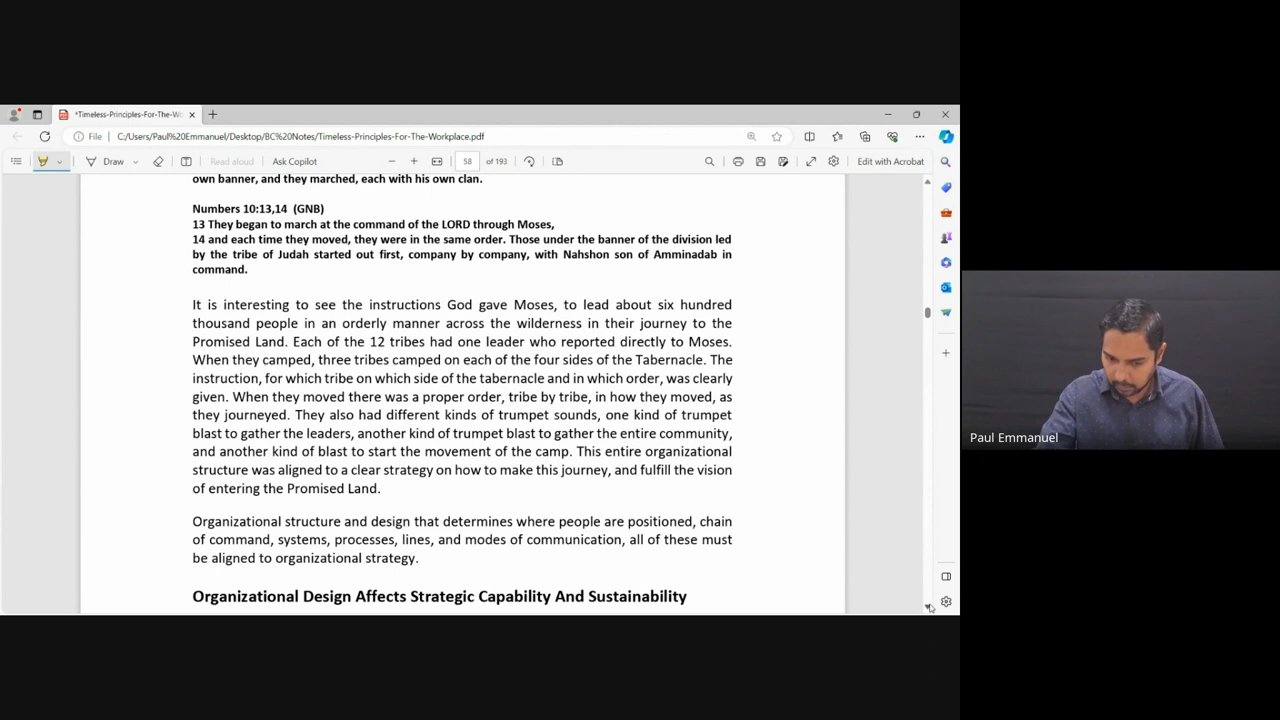 *Timeless-Principles-For-The-Wo
File
C:/Users/Paul%20Emmanuel/Desktop/BC%20Notes/Timeless-Principles-For-The-Workplace.pdf
Draw
Read aloud
Ask Copilot
58
of 193
Edit with Acrobat
own banner, and they marched, each with his own clan.
Numbers 10:13,14 (GNB)
13 They began to march at the command of the LORD through Moses,
14 and each time they moved, they were in the same order. Those under the banner of the division led
by the tribe of Judah started out first, company by company, with Nahshon son of Amminadab in
command.
It is interesting to see the instructions God gave Moses, to lead about six hundred
thousand people in an orderly manner across the wilderness in their journey to the
Promised Land. Each of the 12 tribes had one leader who reported directly to Moses.
When they camped, three tribes camped on each of the four sides of the Tabernacle. The
instruction, for which tribe on which side of the tabernacle and in which order, was clearly
given. When they moved there was a proper order, tribe by tribe, in how they moved, as
they journeyed. They also had different kinds of trumpet sounds, one kind of trumpet
blast to gather the leaders, another kind of trumpet blast to gather the entire community,
and another kind of blast to start the movement of the camp. This entire organizational
structure was aligned to a clear strategy on how to make this journey, and fulfill the vision
of entering the Promised Land.
Organizational structure and design that determines where people are positioned, chain
of command, systems, processes, lines, and modes of communication, all of these must
be aligned to organizational strategy.
Organizational Design Affects Strategic Capability And Sustainability
Paul Emmanuel